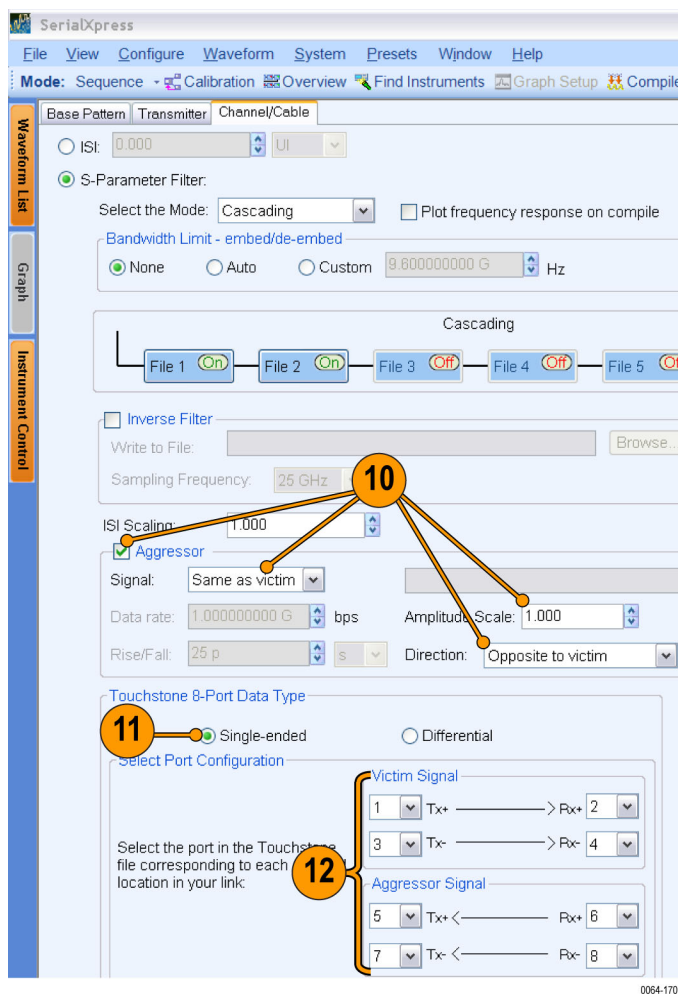 SerialXpress
File View Configure Waveform System Presets Window Help
Mode: Sequence Calibration Overview Find Instruments Graph Setup Compile
Waveform List
Graph
Instrument Control
Base Pattern Transmitter Channel/Cable
ISI: 0.000 UI
S-Parameter Filter:
Select the Mode: Cascading Plot frequency response on compile
Bandwidth Limit - embed/de-embed
None Auto Custom 9.600000000 G Hz
Cascading
File 1 On File 2 On File 3 Off File 4 Off File 5
Inverse Filter
Write to File: Browse...
Sampling Frequency: 25 GHz
10
ISI Scaling: 1.000
Aggressor
Signal: Same as victim
Data rate: 1.000000000 G bps Amplitude Scale: 1.000
Rise/Fall: 25 p s Direction: Opposite to victim
Touchstone 8-Port Data Type
11 Single-ended Differential
Select Port Configuration
Victim Signal
1 Tx+ > Rx+ 2
3 Tx- > Rx- 4
Select the port in the Touchstone
file corresponding to each
location in your link:
12
Aggressor Signal
5 Tx+ < Rx+ 6
7 Tx- < Rx- 8
0064-170